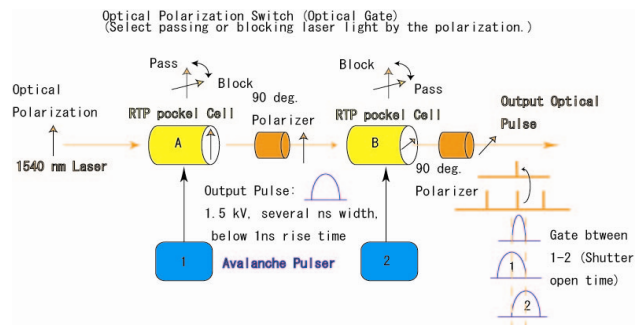 Optical Polarization Switch (Optical Gate)
(Select passing or blocking laser light by the polarization.)
Pass
Block
Block
Pass
Optical
Polarization
RTP pockel Cell
90 deg.
Polarizer
RTP pockel Cell
Output Optical
Pulse
A
B
1540 nm Laser
90 deg.
Polarizer
Output Pulse:
1.5 kV, several ns width,
below 1ns rise time
1
Avalanche Pulser
2
Gate btween
1-2 (Shutter
open time)
1
2